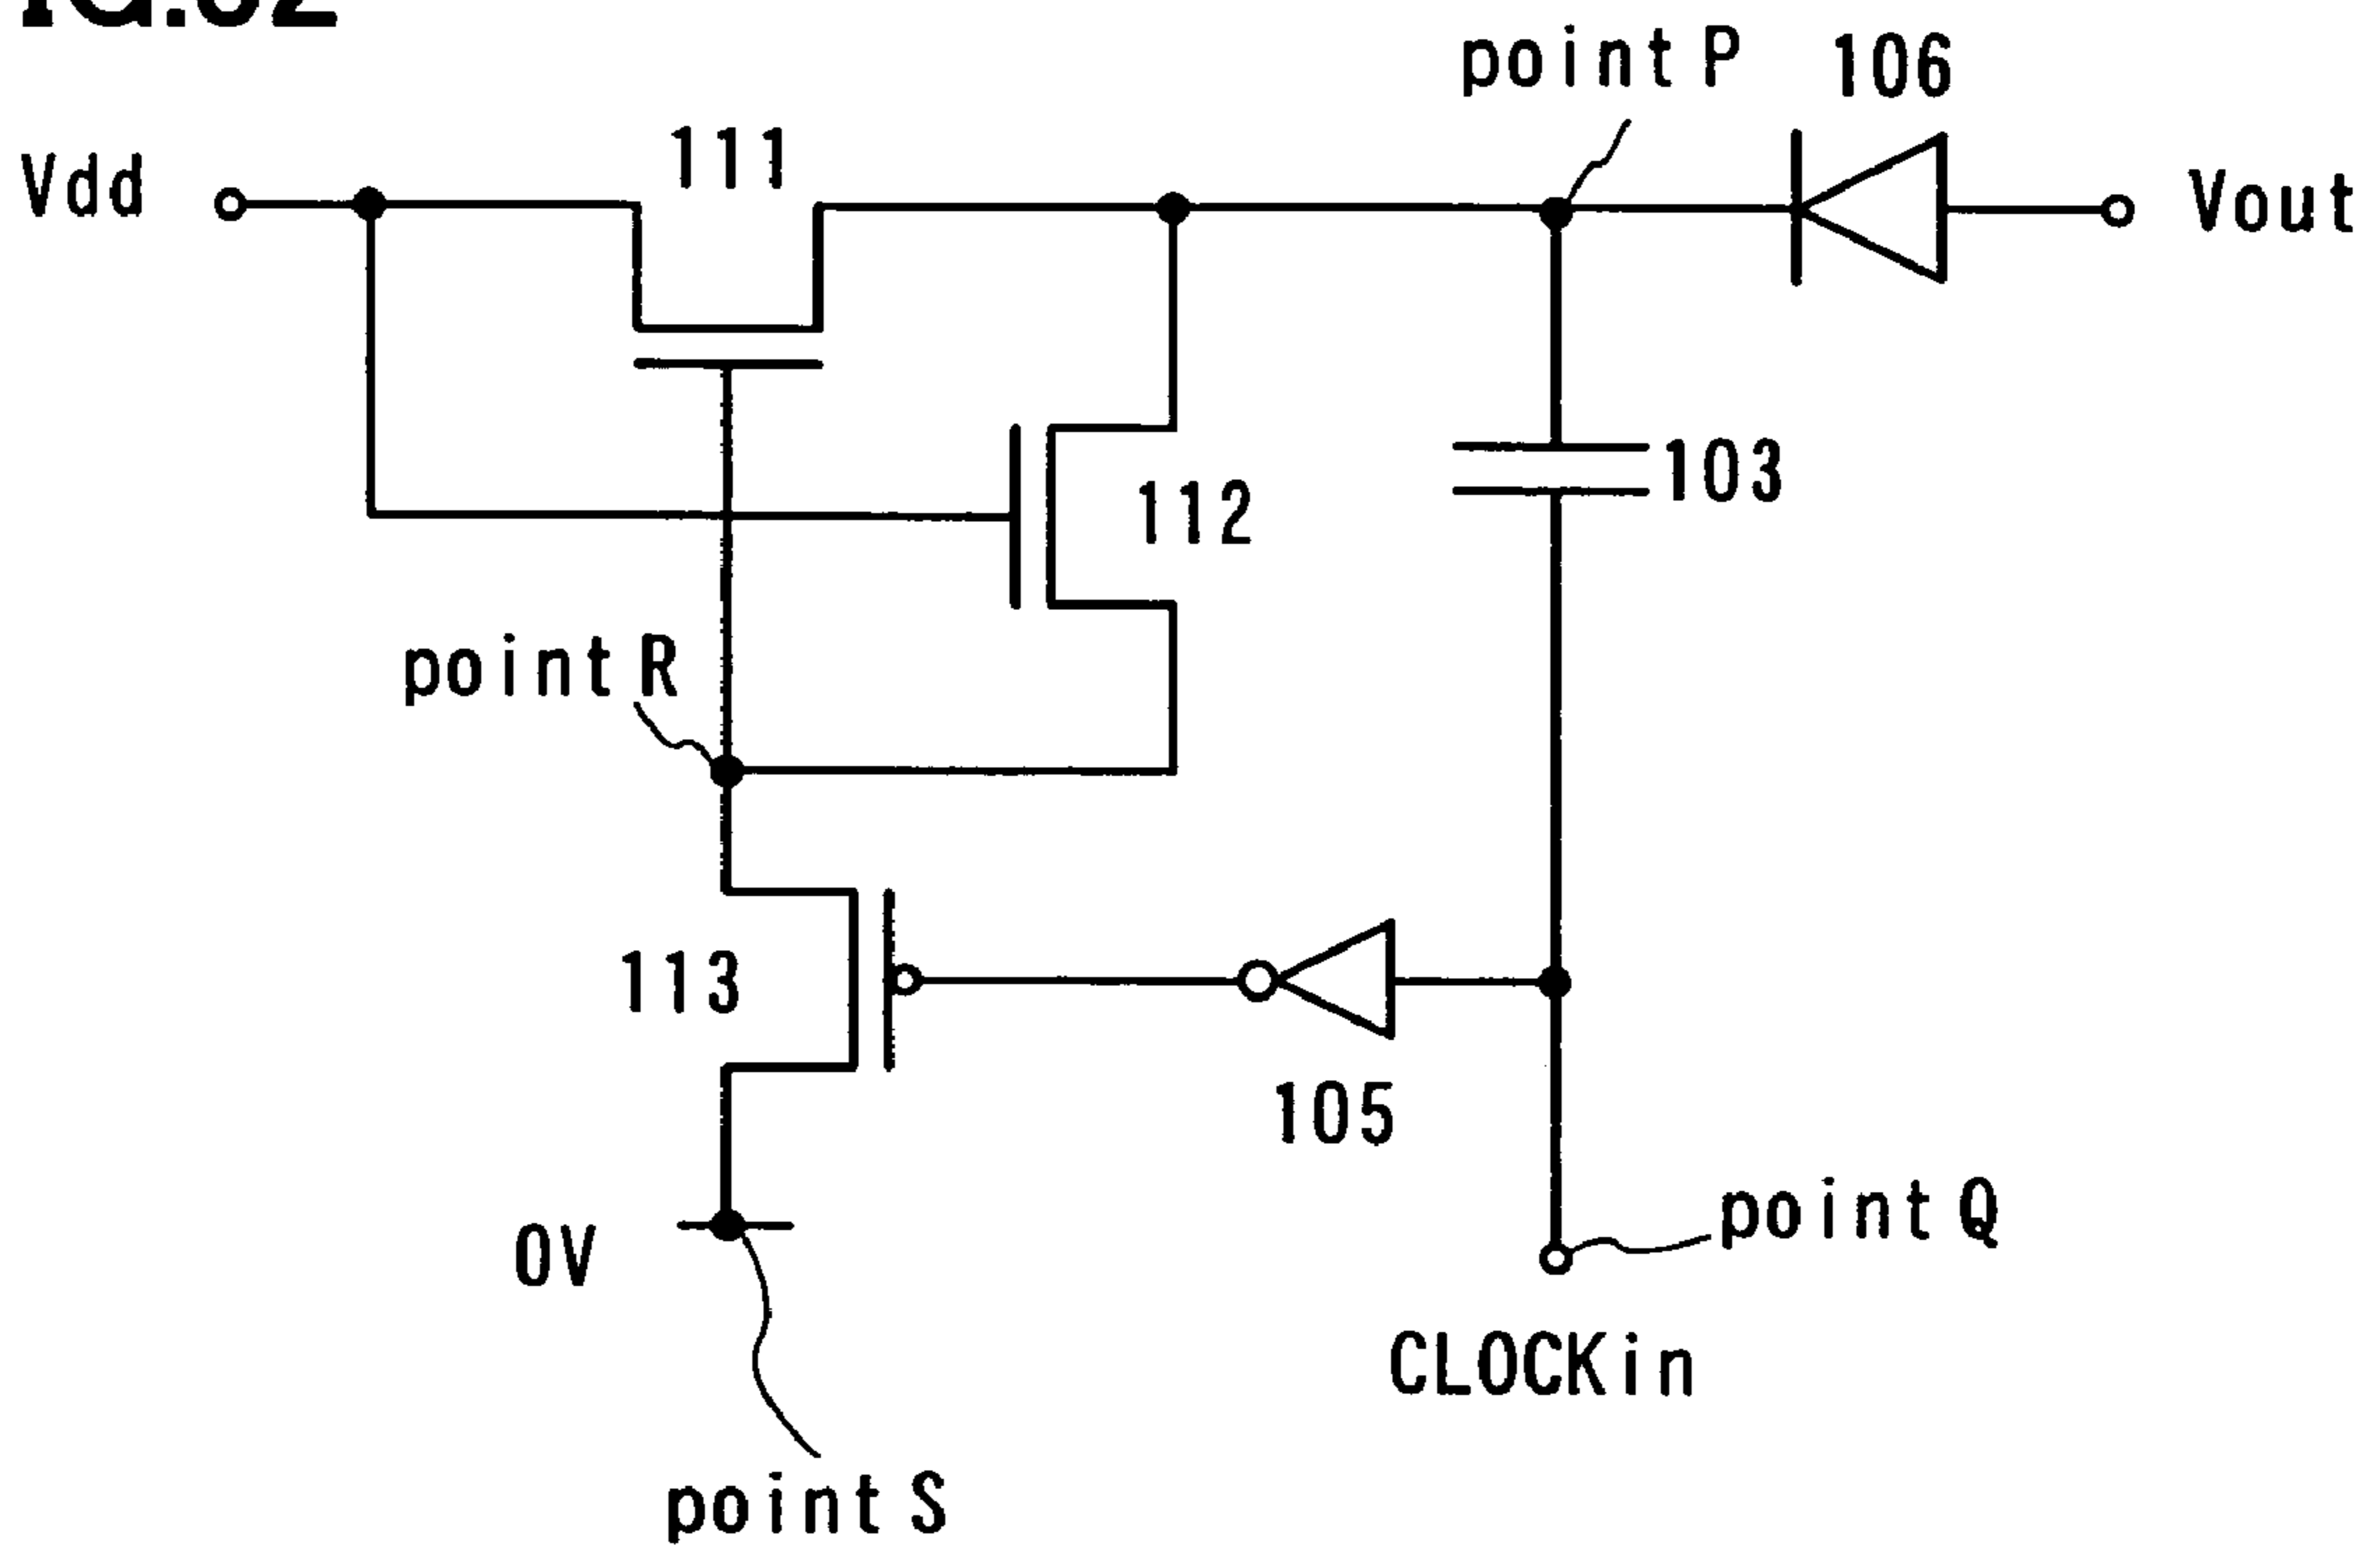 point P
106
Vdd
111
Vout
103
112
point R
113
105
0V
point Q
CLOCKin
point S